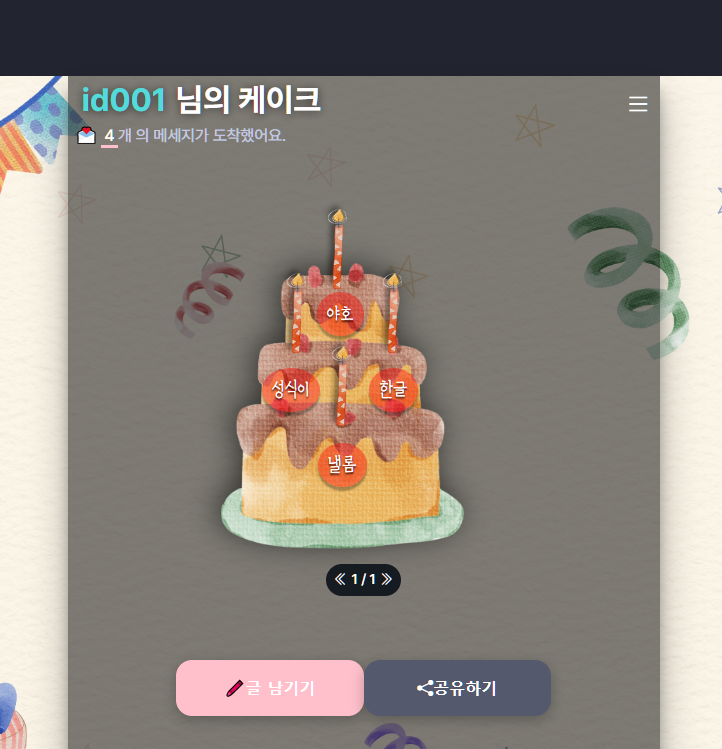 id001 님의 케이크
4 개 의 메세지가 도착했어요.
야호
성식이 한글
냴롬
1 / 1
글 남기기 공유하기